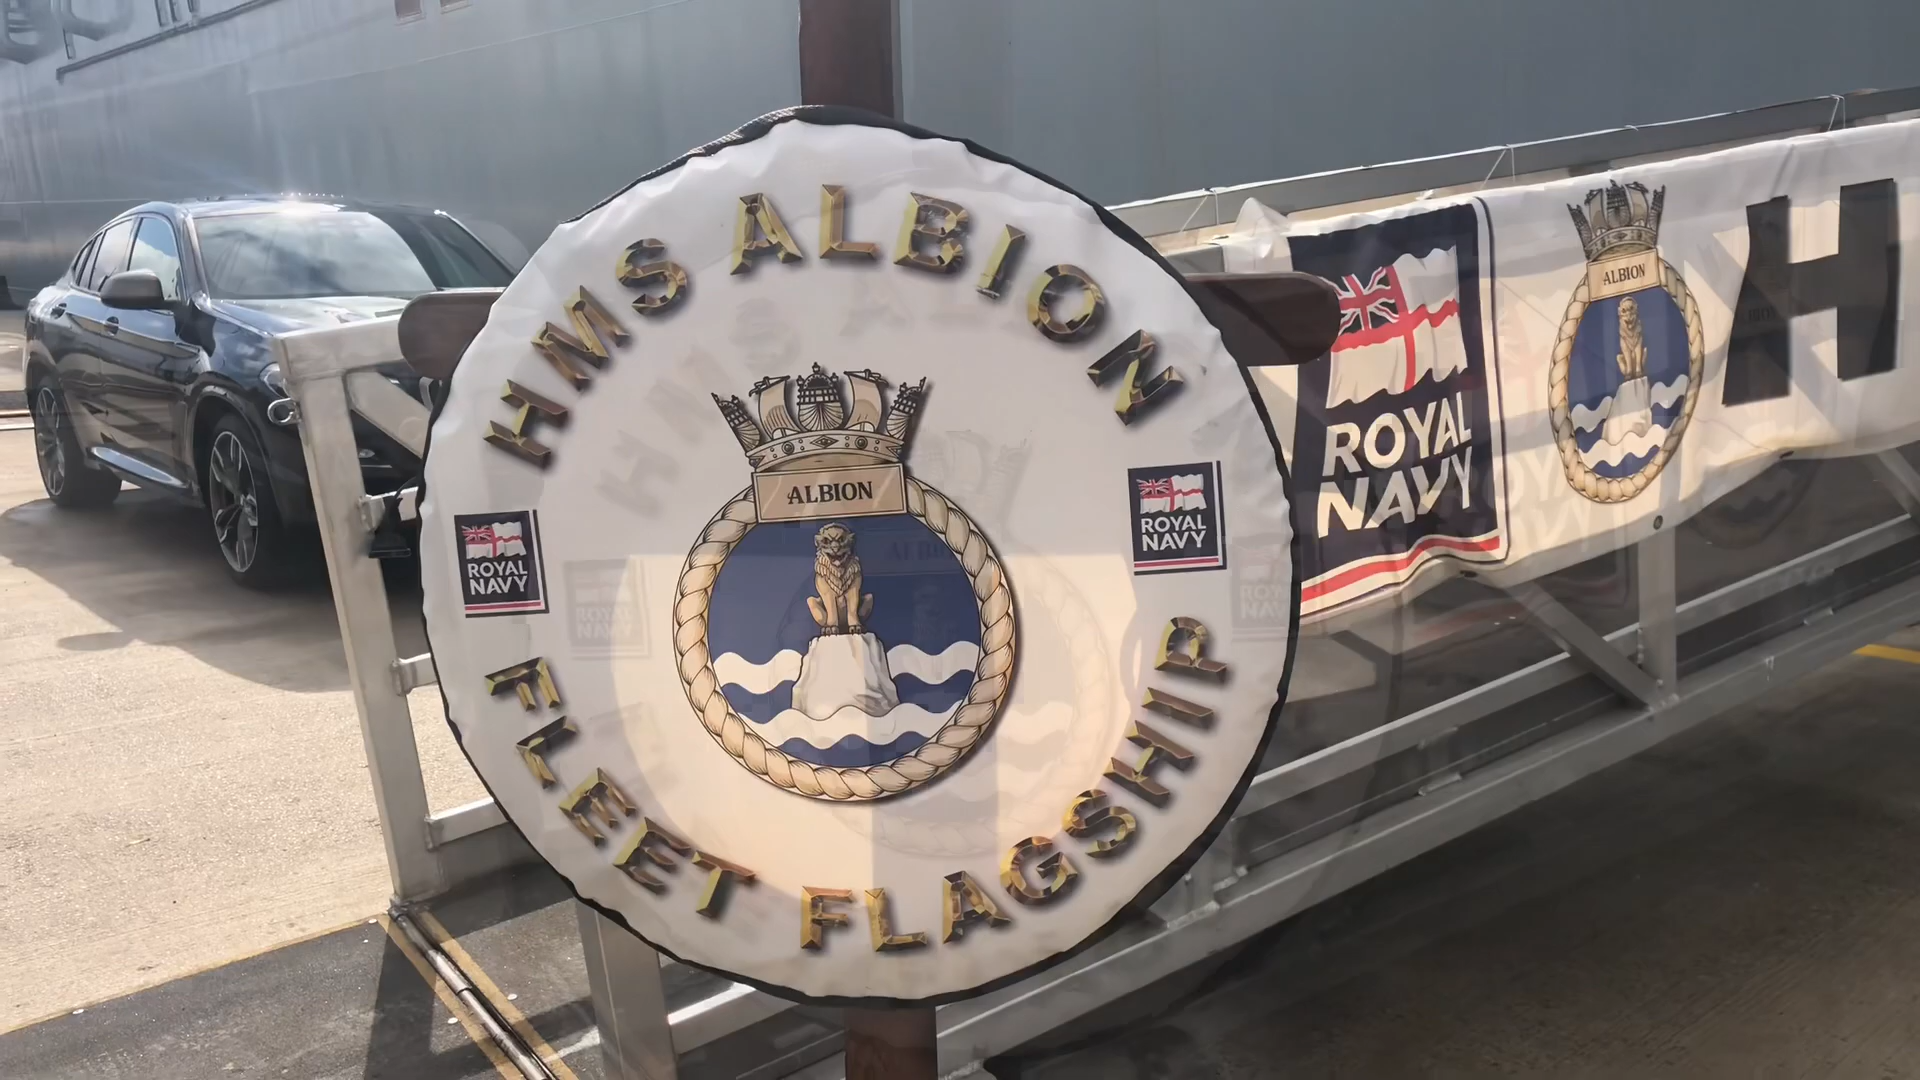 HMS ALBION
ALBION
ROYAL
NAVY
ROYAL
NAVY
FLEET FLAGSHIP
ROYAL
NAVY
ALBION
H